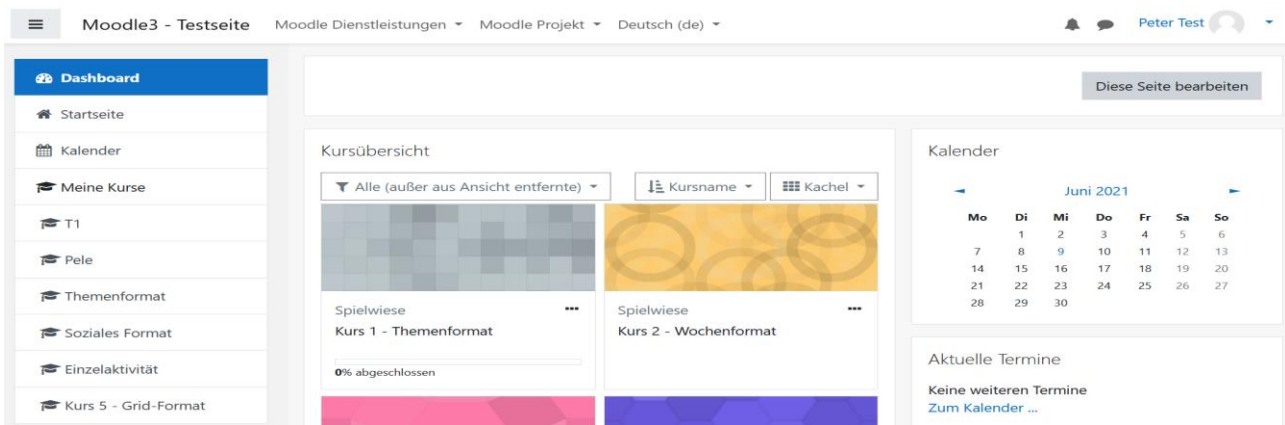 Moodle3 - Testseite Moodle Dienstleistungen Moodle Projekt Deutsch (de) Peter Test
Dashboard
Startseite
Kalender
Meine Kurse
T1
Pele
Themenformat
Soziales Format
Einzelaktivität
Kurs 5 - Grid-Format
Diese Seite bearbeiten
Kursübersicht
Alle (außer aus Ansicht entfernte) Kursname Kachel
Spielwiese
Kurs 1 - Themenformat
0% abgeschlossen
Spielwiese
Kurs 2 - Wochenformat
Kalender
Juni 2021
Mo Di Mi Do Fr Sa So
1 2 3 4 5 6
7 8 9 10 11 12 13
14 15 16 17 18 19 20
21 22 23 24 25 26 27
28 29 30
Aktuelle Termine
Keine weiteren Termine
Zum Kalender ...